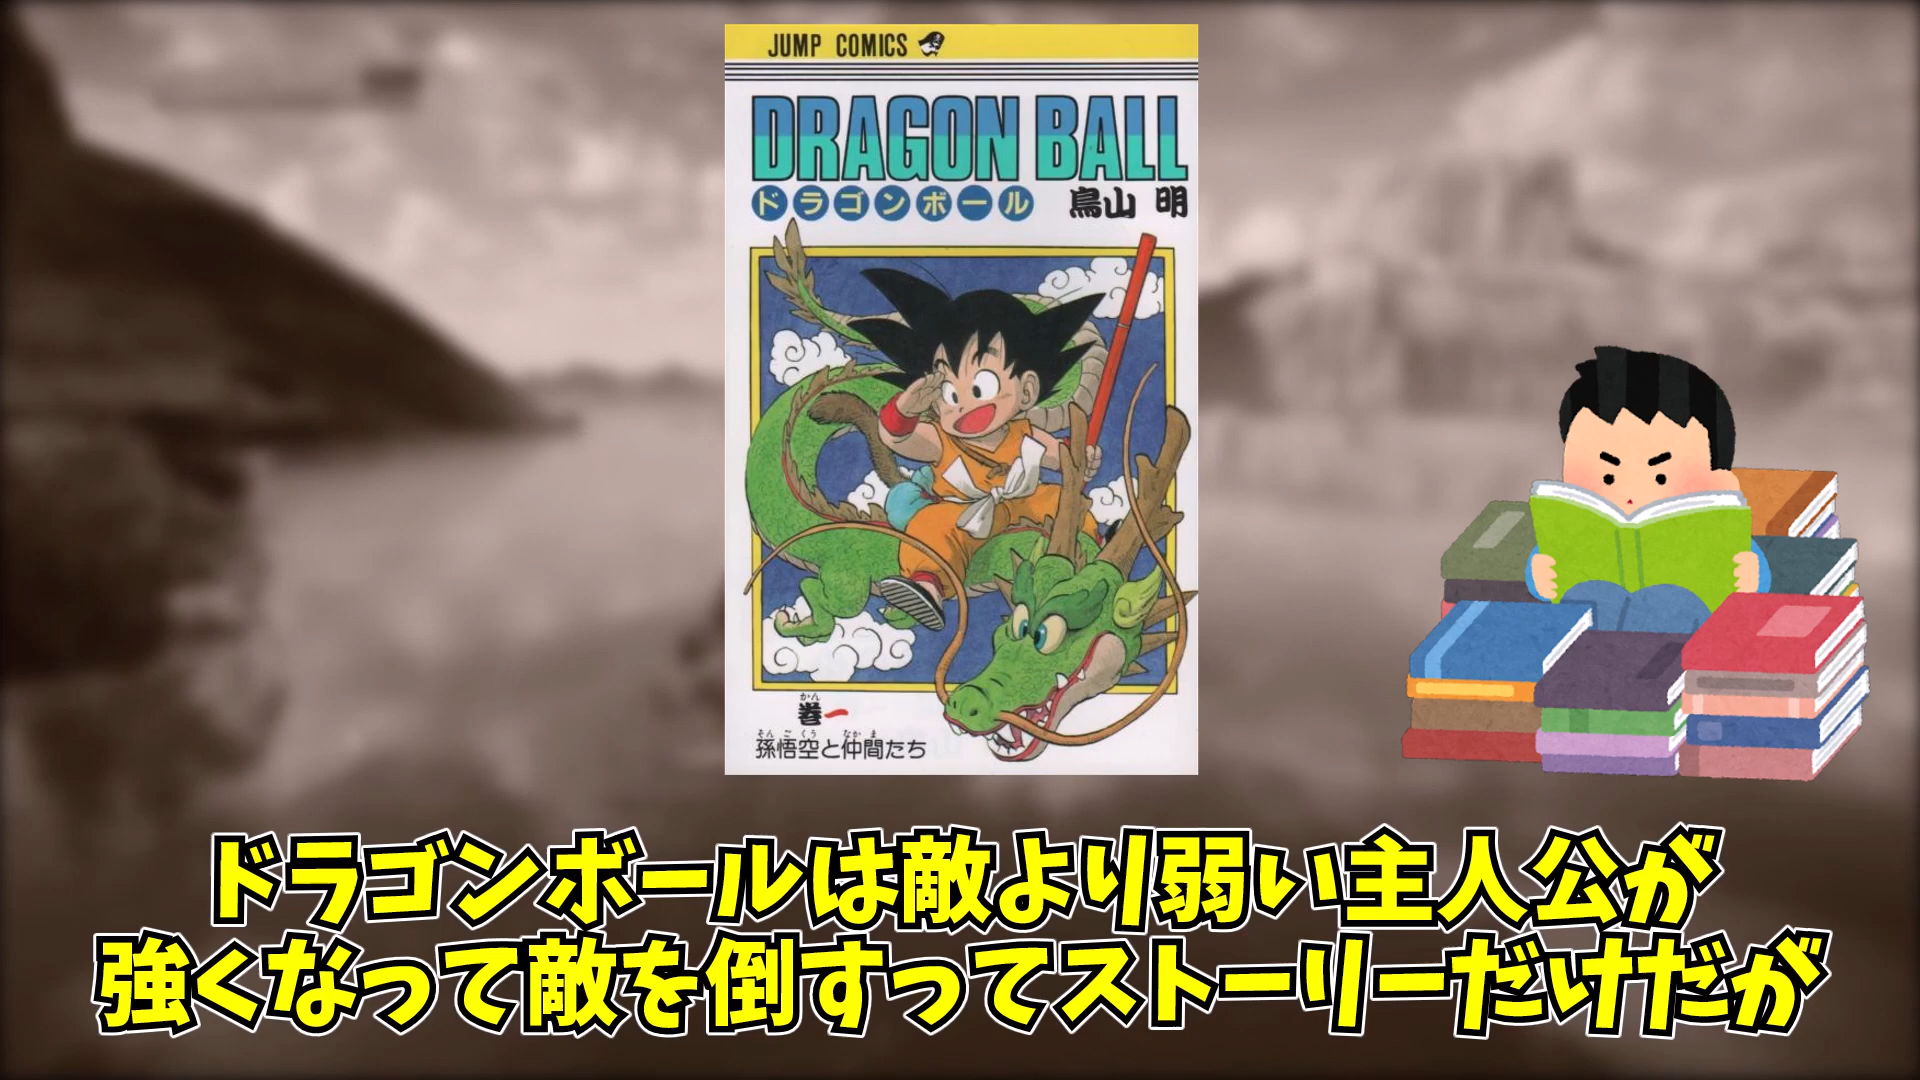 JUMP COMICS
DRAGON BALL
ドラゴンボール 鳥山 明
かん
巻一
そんごくう なかま
孫悟空と仲間たち
ドラゴンボールは敵より弱い主人公が
強くなって敵を倒すってストーリーだけだが